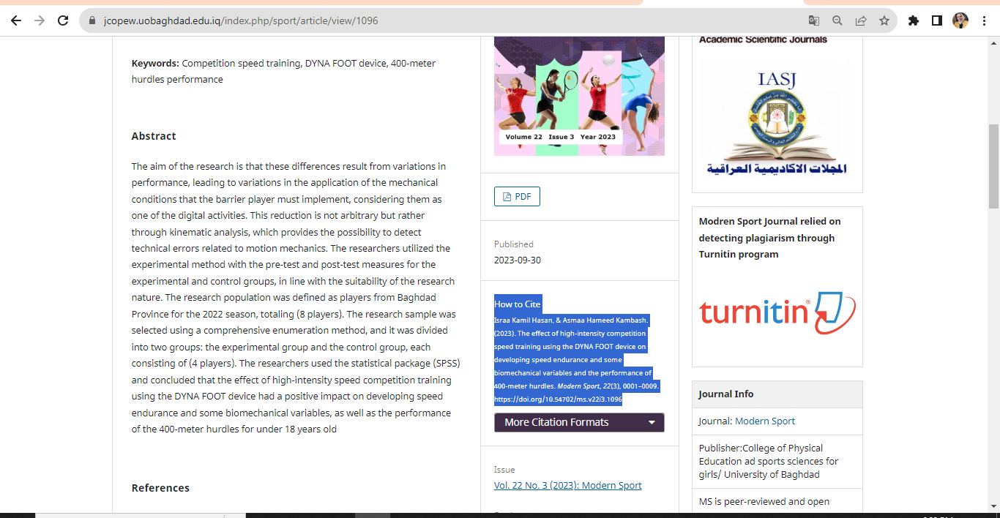 jcopew.uobaghdad.edu.iq/index.php/sport/article/view/1096
Keywords: Competition speed training, DYNA FOOT device, 400-meter
hurdles performance
Abstract
The aim of the research is that these differences result from variations in
performance, leading to variations in the application of the mechanical
conditions that the barrier player must implement, considering them as
one of the digital activities. This reduction is not arbitrary but rather
through kinematic analysis, which provides the possibility to detect
technical errors related to motion mechanics. The researchers utilized the
experimental method with the pre-test and post-test measures for the
experimental and control groups, in line with the suitability of the research
nature. The research population was defined as players from Baghdad
Province for the 2022 season, totaling (8 players). The research sample was
selected using a comprehensive enumeration method, and it was divided
into two groups: the experimental group and the control group, each
consisting of (4 players). The researchers used the statistical package (SPSS)
and concluded that the effect of high-intensity speed competition training
using the DYNA FOOT device had a positive impact on developing speed
endurance and some biomechanical variables, as well as the performance
of the 400-meter hurdles for under 18 years old
References
Volume 22 Issue 3 Year 2023
PDF
Published
2023-09-30
How to Cite
Israa Kamil Hasan, & Asmaa Hameed Kambash.
(2023). The effect of high-intensity competition
speed training using the DYNA FOOT device on
developing speed endurance and some
biomechanical variables and the performance of
400-meter hurdles. Modern Sport, 22(3), 0001–0009.
https://doi.org/10.54702/ms.v22i3.1096
More Citation Formats
Issue
Vol. 22 No. 3 (2023): Modern Sport
Academic Scientific Journals
IASJ
المجلات الاكاديمية العراقية
Modren Sport Journal relied on
detecting plagiarism through
Turnitin program
turnitin
Journal Info
Journal: Modern Sport
Publisher:College of Physical
Education ad sports sciences for
girls/ University of Baghdad
MS is peer-reviewed and open